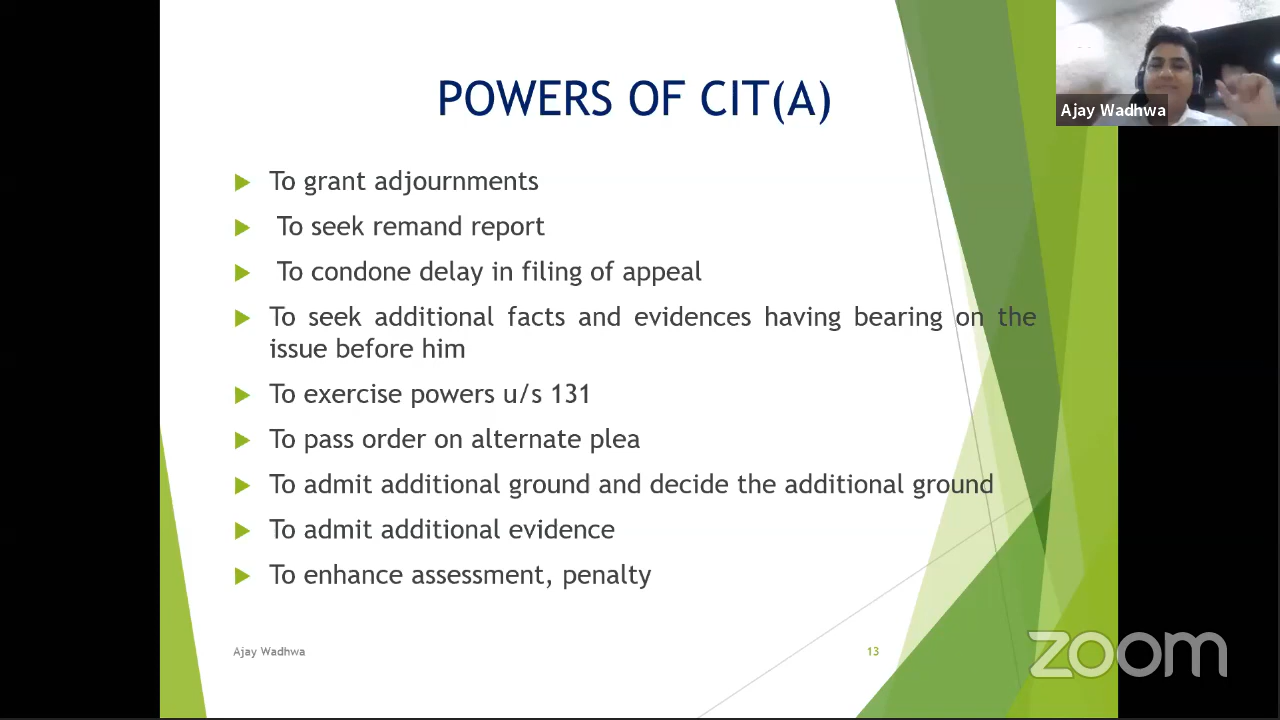 POWERS OF CIT(A)
Ajay Wadhwa
To grant adjournments
To seek remand report
To condone delay in filing of appeal
To seek additional facts and evidences having bearing on the
issue before him
To exercise powers u/s 131
To pass order on alternate plea
To admit additional ground and decide the additional ground
To admit additional evidence
To enhance assessment, penalty
Ajay Wadhwa
13
zoom